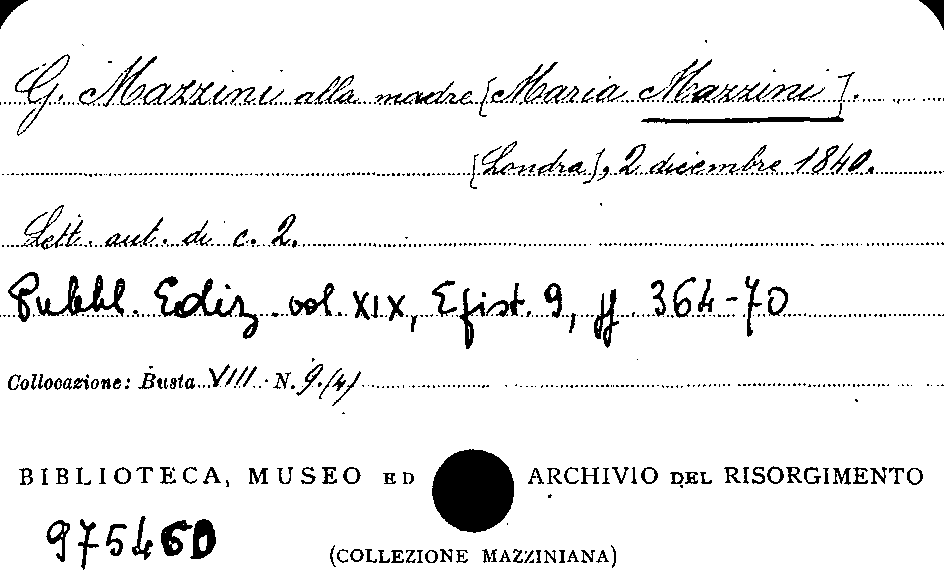 G. Mazzini alla madre [Maria Mazzini].
[Londra], 2 dicembre 1840.
Lett. aut. di c. 2.
Pubbl. Ediz. vol. XIX, Epist. 9, pp. 364-70
Collocazione: Busta VIII N. 9.(4)
BIBLIOTECA, MUSEO ED ARCHIVIO DEL RISORGIMENTO
975460
(COLLEZIONE MAZZINIANA)